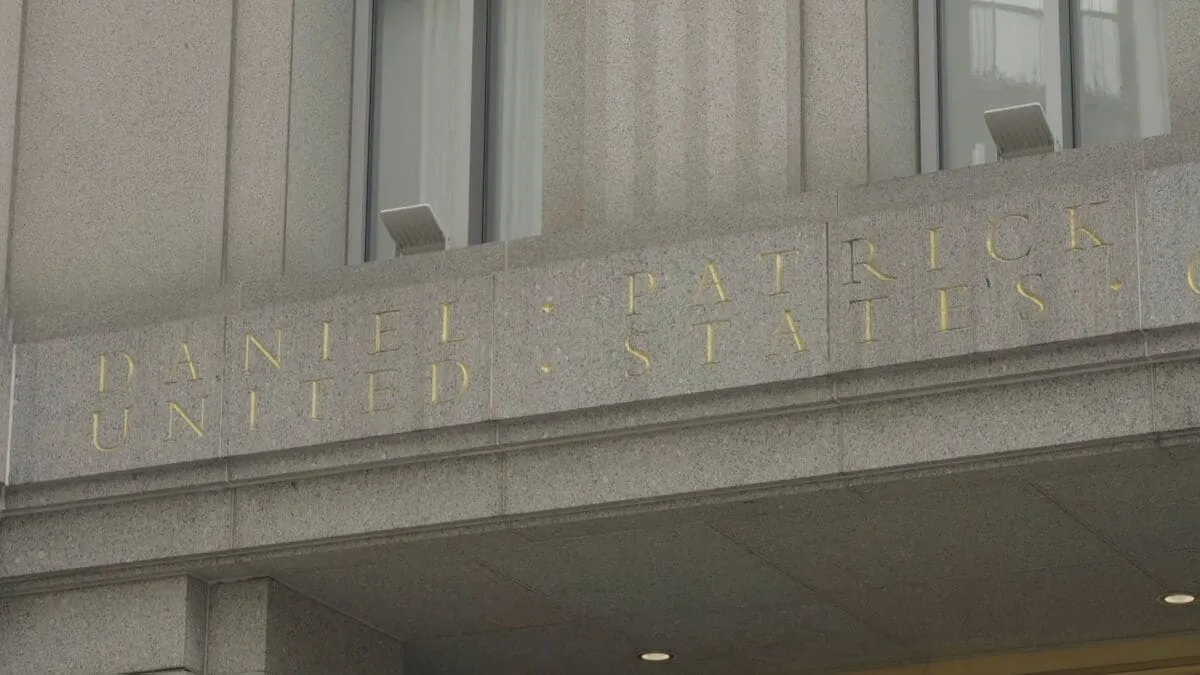 DANIEL · PATRICK
UNITED · STATES ·